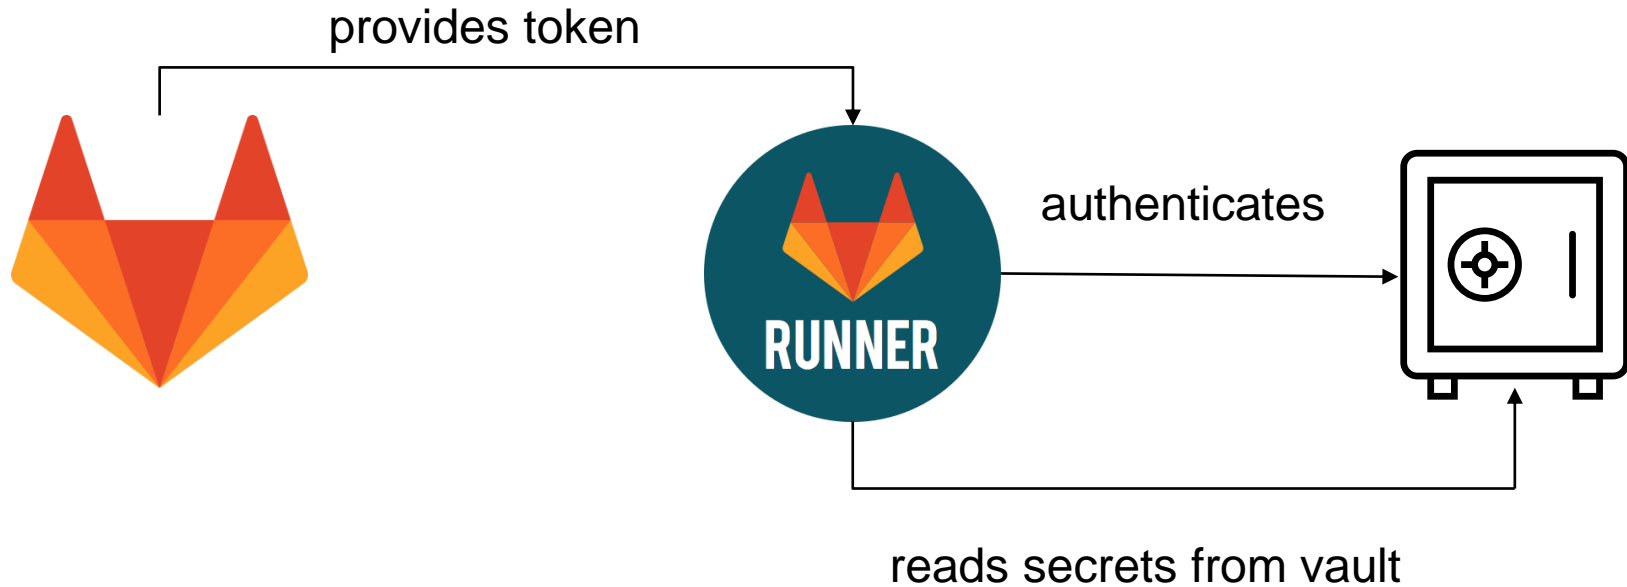 provides token
authenticates
RUNNER
reads secrets from vault